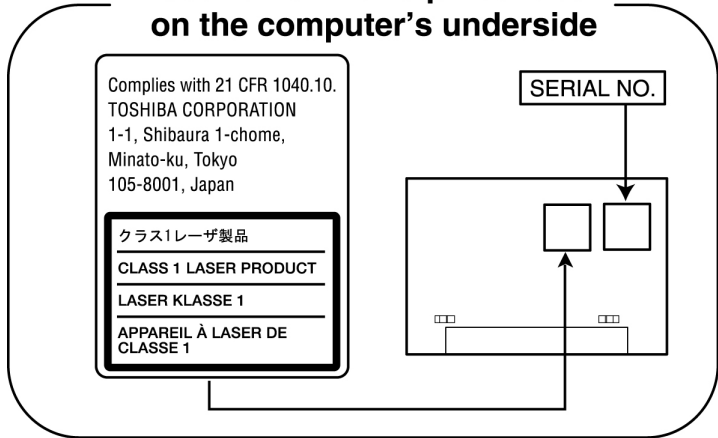 on the computer's underside
Complies with 21 CFR 1040.10.
TOSHIBA CORPORATION
1-1, Shibaura 1-chome,
Minato-ku, Tokyo
105-8001, Japan
クラス1レーザ製品
CLASS 1 LASER PRODUCT
LASER KLASSE 1
APPAREIL À LASER DE
CLASSE 1
SERIAL NO.